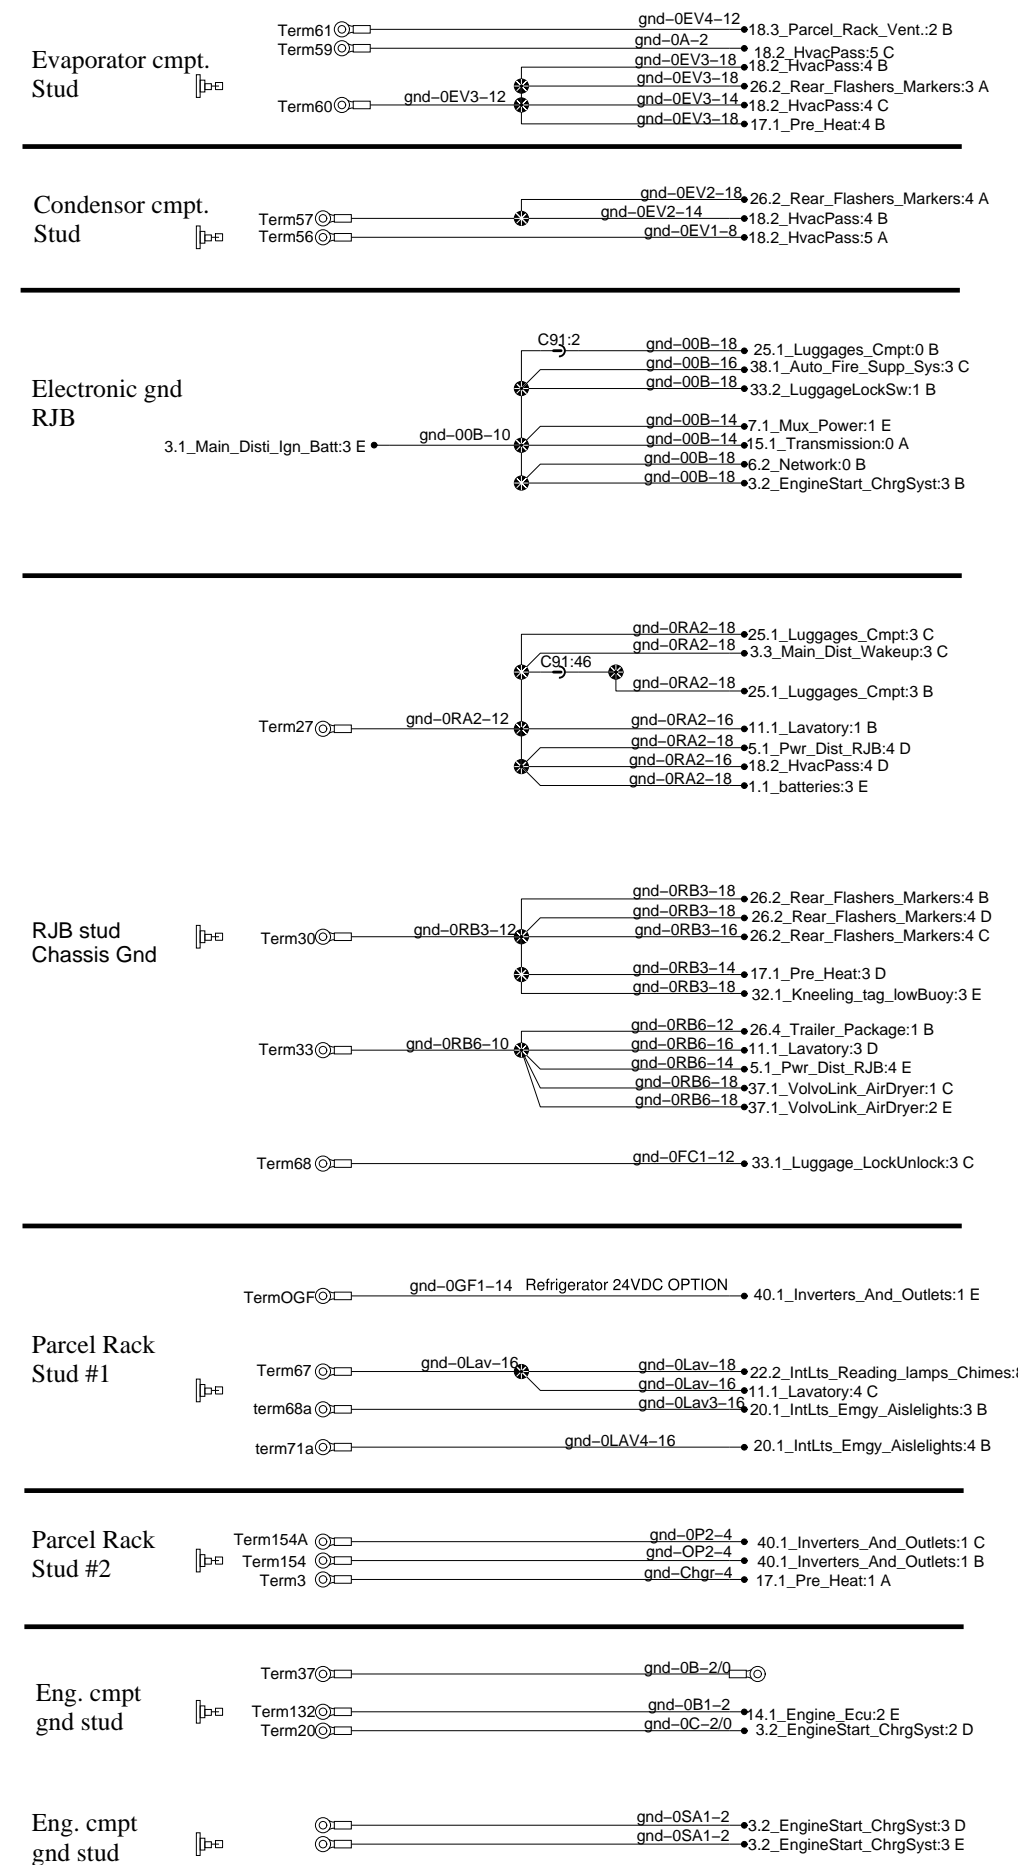 Evaporator cmpt.
Stud
Term61 gnd-0EV4-12 18.3_Parcel_Rack_Vent.:2 B
Term59 gnd-0A-2 18.2_HvacPass:5 C
Term60 gnd-0EV3-12
gnd-0EV3-18 18.2_HvacPass:4 B
gnd-0EV3-18 26.2_Rear_Flashers_Markers:3 A
gnd-0EV3-14 18.2_HvacPass:4 C
gnd-0EV3-18 17.1_Pre_Heat:4 B
Condensor cmpt.
Stud
gnd-0EV2-18 26.2_Rear_Flashers_Markers:4 A
Term57 gnd-0EV2-14 18.2_HvacPass:4 B
Term56 gnd-0EV1-8 18.2_HvacPass:5 A
Electronic gnd
RJB
3.1_Main_Disti_Ign_Batt:3 E gnd-00B-10
C91:2 gnd-00B-18 25.1_Luggages_Cmpt:0 B
gnd-00B-16 38.1_Auto_Fire_Supp_Sys:3 C
gnd-00B-18 33.2_LuggageLockSw:1 B
gnd-00B-14 7.1_Mux_Power:1 E
gnd-00B-14 15.1_Transmission:0 A
gnd-00B-18 6.2_Network:0 B
gnd-00B-18 3.2_EngineStart_ChrgSyst:3 B
gnd-0RA2-18 25.1_Luggages_Cmpt:3 C
gnd-0RA2-18 3.3_Main_Dist_Wakeup:3 C
C91:46 gnd-0RA2-18 25.1_Luggages_Cmpt:3 B
Term27 gnd-0RA2-12 gnd-0RA2-16 11.1_Lavatory:1 B
gnd-0RA2-18 5.1_Pwr_Dist_RJB:4 D
gnd-0RA2-16 18.2_HvacPass:4 D
gnd-0RA2-18 1.1_batteries:3 E
RJB stud
Chassis Gnd
gnd-0RB3-18 26.2_Rear_Flashers_Markers:4 B
gnd-0RB3-18 26.2_Rear_Flashers_Markers:4 D
Term30 gnd-0RB3-12 gnd-0RB3-16 26.2_Rear_Flashers_Markers:4 C
gnd-0RB3-14 17.1_Pre_Heat:3 D
gnd-0RB3-18 32.1_Kneeling_tag_lowBuoy:3 E
gnd-0RB6-12 26.4_Trailer_Package:1 B
Term33 gnd-0RB6-10 gnd-0RB6-16 11.1_Lavatory:3 D
gnd-0RB6-14 5.1_Pwr_Dist_RJB:4 E
gnd-0RB6-18 37.1_VolvoLink_AirDryer:1 C
gnd-0RB6-18 37.1_VolvoLink_AirDryer:2 E
Term68 gnd-0FC1-12 33.1_Luggage_LockUnlock:3 C
Parcel Rack
Stud #1
TermOGF gnd-0GF1-14 Refrigerator 24VDC OPTION 40.1_Inverters_And_Outlets:1 E
Term67 gnd-0Lav-16 gnd-0Lav-18 22.2_IntLts_Reading_lamps_Chimes:8
gnd-0Lav-16 11.1_Lavatory:4 C
term68a gnd-0Lav3-16 20.1_IntLts_Emgy_Aislelights:3 B
term71a gnd-0LAV4-16 20.1_IntLts_Emgy_Aislelights:4 B
Parcel Rack
Stud #2
Term154A gnd-0P2-4 40.1_Inverters_And_Outlets:1 C
Term154 gnd-OP2-4 40.1_Inverters_And_Outlets:1 B
Term3 gnd-Chgr-4 17.1_Pre_Heat:1 A
Eng. cmpt
gnd stud
Term37 gnd-0B-2/0
Term132 gnd-0B1-2 14.1_Engine_Ecu:2 E
Term20 gnd-0C-2/0 3.2_EngineStart_ChrgSyst:2 D
Eng. cmpt
gnd stud
gnd-0SA1-2 3.2_EngineStart_ChrgSyst:3 D
gnd-0SA1-2 3.2_EngineStart_ChrgSyst:3 E